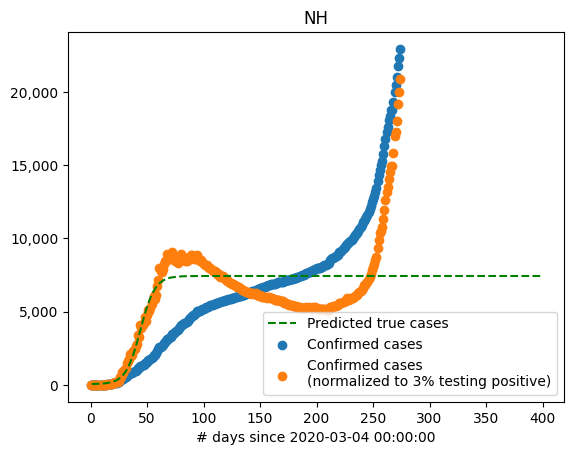 NH
20,000
15,000
10,000
5,000
0
Predicted true cases
Confirmed cases
Confirmed cases
(normalized to 3% testing positive)
0 50 100 150 200 250 300 350 400
# days since 2020-03-04 00:00:00